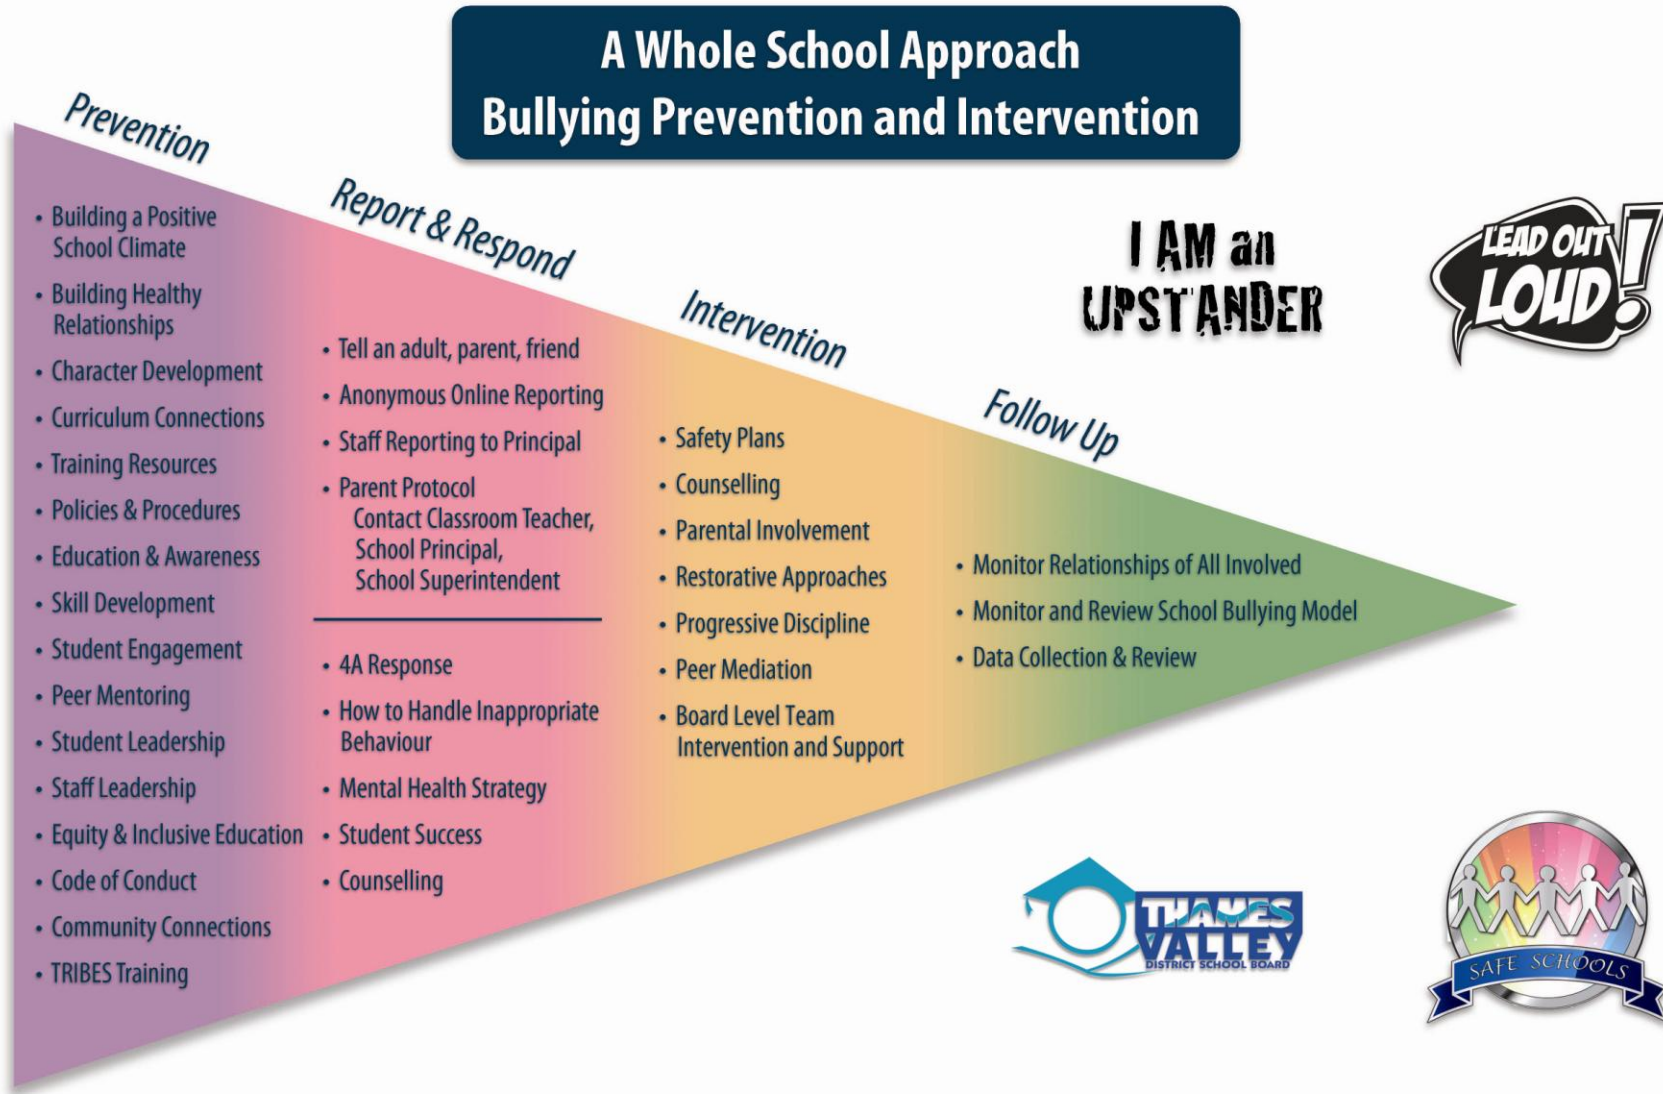 A Whole School Approach
Bullying Prevention and Intervention
Prevention
• Building a Positive
School Climate
• Building Healthy
Relationships
• Character Development
• Curriculum Connections
• Training Resources
• Policies & Procedures
• Education & Awareness
• Skill Development
• Student Engagement
• Peer Mentoring
• Student Leadership
• Staff Leadership
• Equity & Inclusive Education
• Code of Conduct
• Community Connections
• TRIBES Training
Report & Respond
• Tell an adult, parent, friend
• Anonymous Online Reporting
• Staff Reporting to Principal
• Parent Protocol
Contact Classroom Teacher,
School Principal,
School Superintendent
• 4A Response
• How to Handle Inappropriate
Behaviour
• Mental Health Strategy
• Student Success
• Counselling
Intervention
• Safety Plans
• Counselling
• Parental Involvement
• Restorative Approaches
• Progressive Discipline
• Peer Mediation
• Board Level Team
Intervention and Support
Follow Up
• Monitor Relationships of All Involved
• Monitor and Review School Bullying Model
• Data Collection & Review
I AM an
UPSTANDER
LEAD OUT
LOUD!
THAMES
VALLEY
DISTRICT SCHOOL BOARD
SAFE SCHOOLS